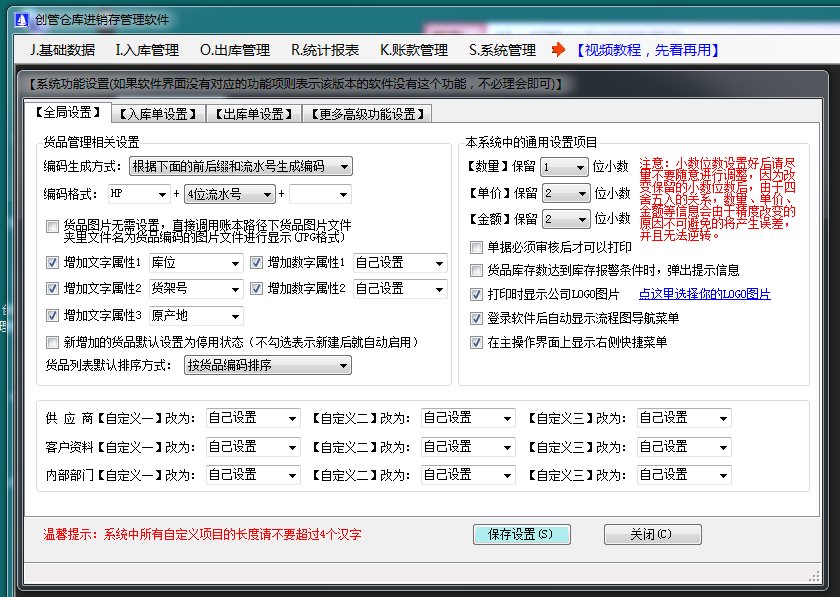 创管仓库进销存管理软件
J.基础数据 I.入库管理 O.出库管理 R.统计报表 K.账款管理 S.系统管理 【视频教程，先看再用】
【系统功能设置(如果软件界面没有对应的功能项则表示该版本的软件没有这个功能，不必理会即可)】
【全局设置】 【入库单设置】 【出库单设置】 【更多高级功能设置】
货品管理相关设置
编码生成方式： 根据下面的前后缀和流水号生成编码
编码格式： HP + 4位流水号 +
货品图片无需设置，直接调用账本路径下货品图片文件
夹里文件名为货品编码的图片文件进行显示(JPG格式)
增加文字属性1 库位 增加数字属性1 自己设置
增加文字属性2 货架号 增加数字属性2 自己设置
增加文字属性3 原产地
新增加的货品默认设置为停用状态（不勾选表示新建后就自动启用）
货品列表默认排序方式： 按货品编码排序
本系统中的通用设置项目
【数量】保留 1 位小数
【单价】保留 2 位小数
【金额】保留 2 位小数
注意：小数位数设置好后请尽
量不要随意进行调整，因为改
变保留的小数位数后，由于四
舍五入的关系，数量、单价、
金额等信息会由于精度改变的
原因不可避免的将产生误差，
并且无法逆转。
单据必须审核后才可以打印
货品库存数达到库存报警条件时，弹出提示信息
打印时显示公司LOGO图片 点这里选择你的LOGO图片
登录软件后自动显示流程图导航菜单
在主操作界面上显示右侧快捷菜单
供 应 商【自定义一】改为： 自己设置 【自定义二】改为： 自己设置 【自定义三】改为： 自己设置
客户资料【自定义一】改为： 自己设置 【自定义二】改为： 自己设置 【自定义三】改为： 自己设置
内部部门【自定义一】改为： 自己设置 【自定义二】改为： 自己设置 【自定义三】改为： 自己设置
温馨提示：系统中所有自定义项目的长度请不要超过4个汉字
保存设置(S) 关闭(C)